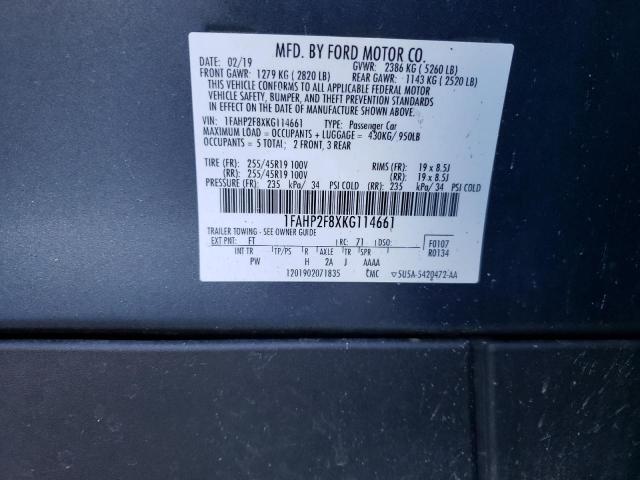 MFD. BY FORD MOTOR CO.
DATE: 02/19 GVWR: 2386 KG ( 5260 LB)
FRONT GAWR: 1279 KG ( 2820 LB) REAR GAWR: 1143 KG ( 2520 LB)
THIS VEHICLE CONFORMS TO ALL APPLICABLE FEDERAL MOTOR
VEHICLE SAFETY, BUMPER, AND THEFT PREVENTION STANDARDS
IN EFFECT ON THE DATE OF MANUFACTURE SHOWN ABOVE.
VIN: 1FAHP2F8XKG114661 TYPE: Passenger Car
MAXIMUM LOAD = OCCUPANTS + LUGGAGE = 430KG/ 950LB
OCCUPANTS = 5 TOTAL; 2 FRONT, 3 REAR
TIRE (FR): 255/45R19 100V RIMS (FR): 19 x 8.5J
(RR): 255/45R19 100V (RR): 19 x 8.5J
PRESSURE (FR): 235 kPa/ 34 PSI COLD (RR): 235 kPa/ 34 PSI COLD
1FAHP2F8XKG114661
TRAILER TOWING - SEE OWNER GUIDE
EXT PNT: FT RC: 71 DSO: F0107
INT TR TP/PS R AXLE TR SPR R0134
PW H 2A J AAAA
1201902071835 CMC ▽5U5A-5420472-AA